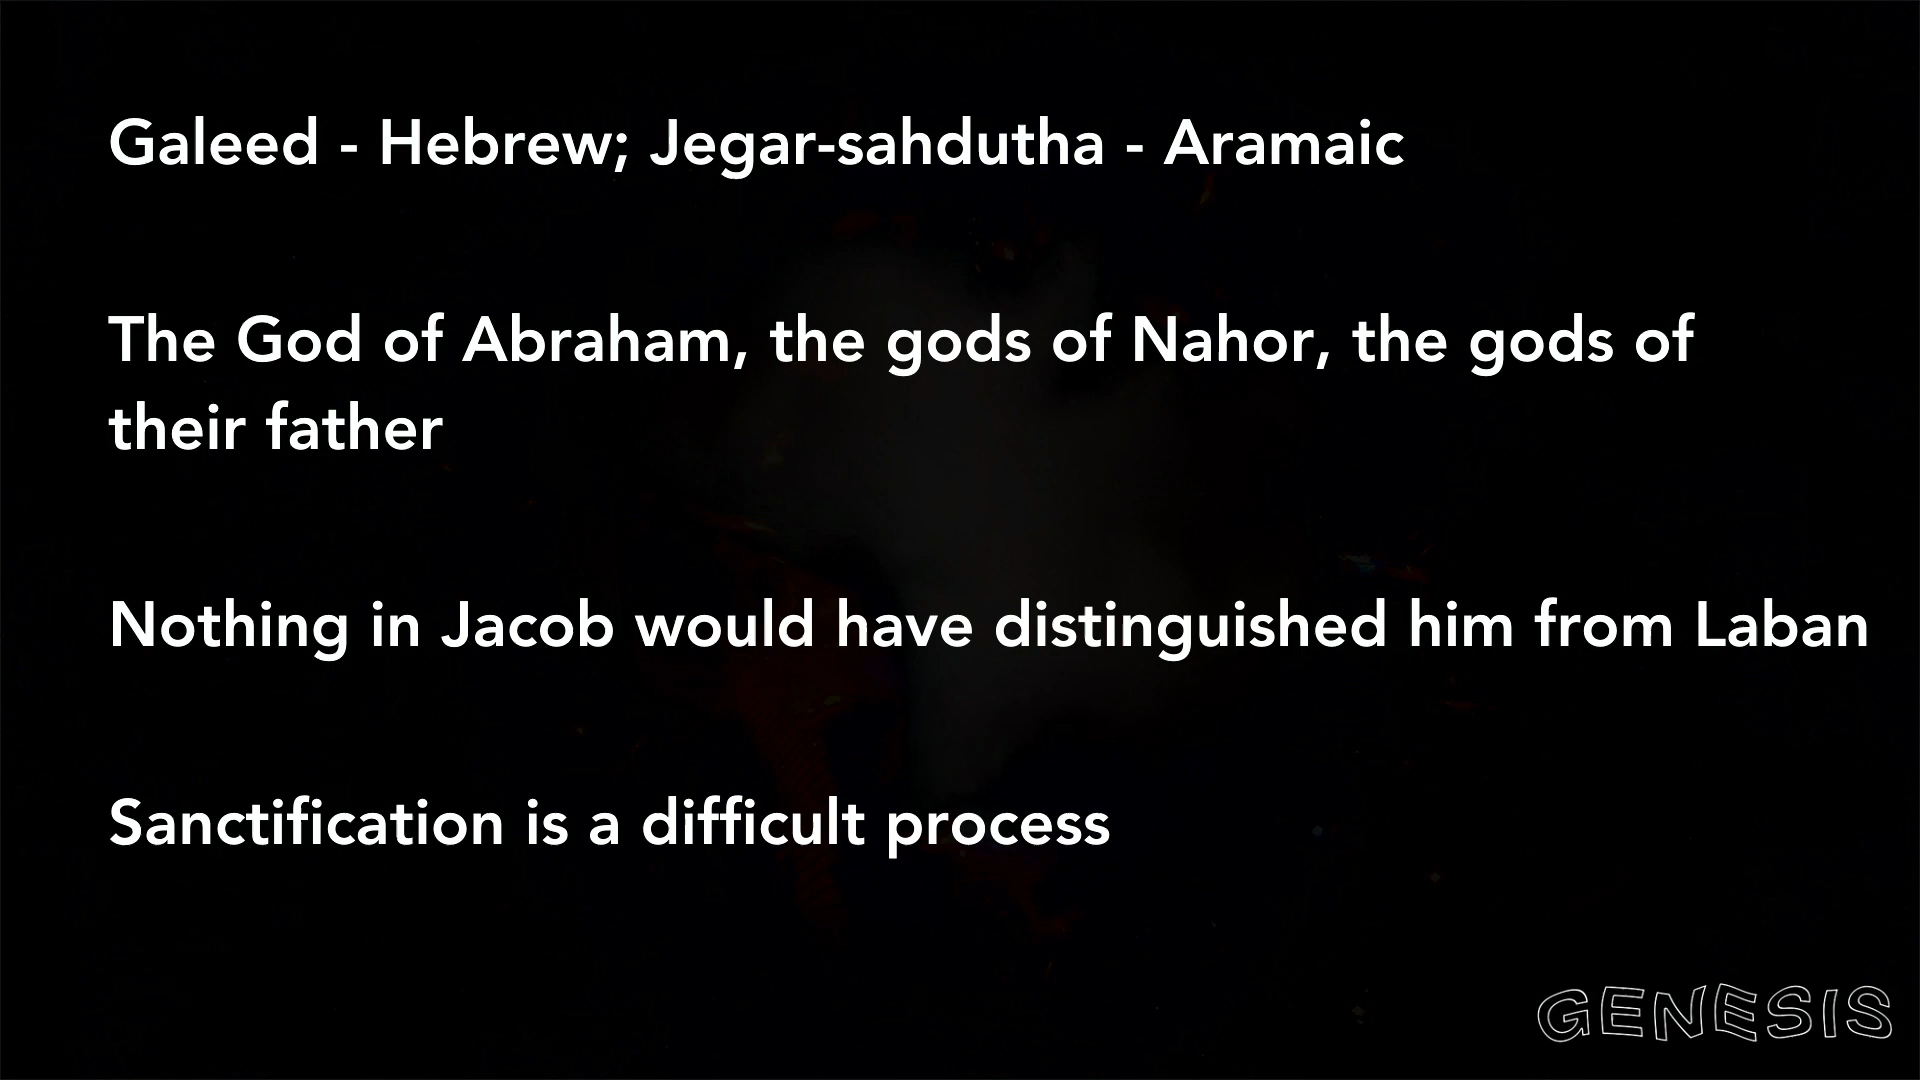 Galeed - Hebrew; Jegar-sahdutha - Aramaic
The God of Abraham, the gods of Nahor, the gods of
their father
Nothing in Jacob would have distinguished him from Laban
Sanctification is a difficult process
GENESIS